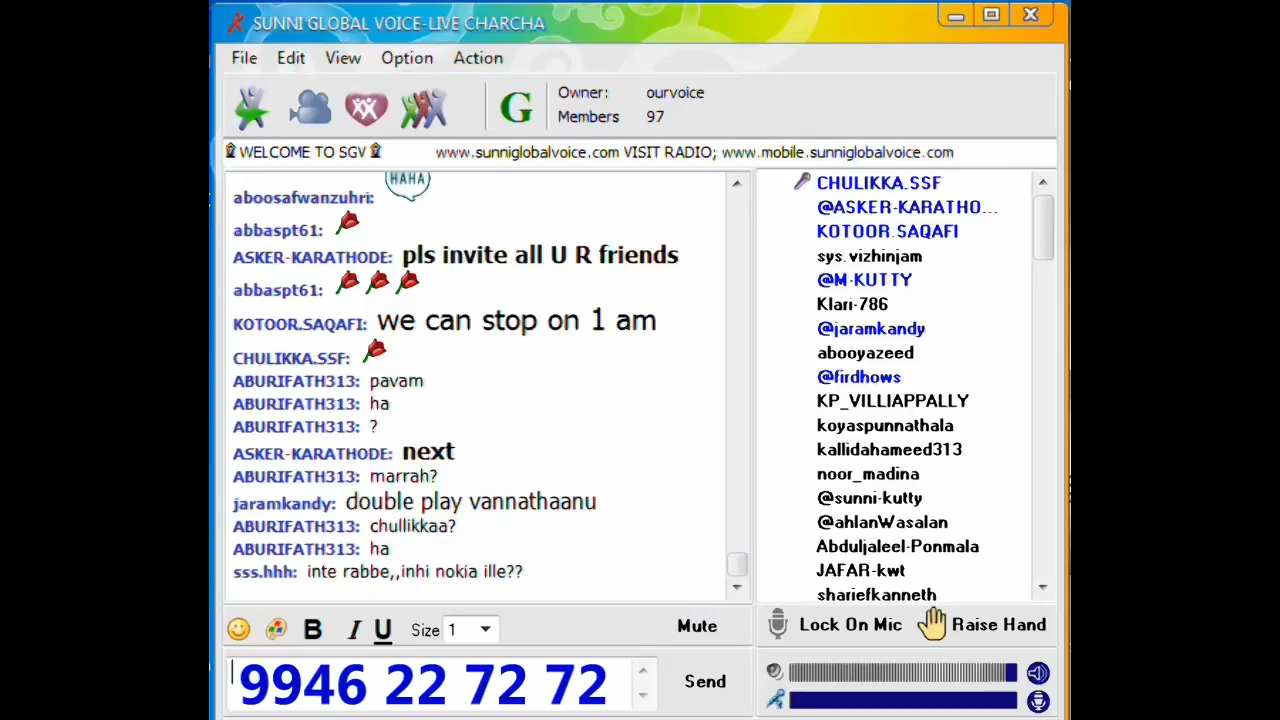 SUNNI GLOBAL VOICE-LIVE CHARCHA
File Edit View Option Action
G
Owner: ourvoice
Members 97
WELCOME TO SGV www.sunniglobalvoice.com VISIT RADIO; www.mobile.sunniglobalvoice.com
HAHA
aboosafwanzuhri:
abbaspt61:
ASKER-KARATHODE: pls invite all U R friends
abbaspt61:
KOTOOR.SAQAFI: we can stop on 1 am
CHULIKKA.SSF:
ABURIFATH313: pavam
ABURIFATH313: ha
ABURIFATH313: ?
ASKER-KARATHODE: next
ABURIFATH313: marrah?
jaramkandy: double play vannathaanu
ABURIFATH313: chullikkaa?
ABURIFATH313: ha
sss.hhh: inte rabbe,,inhi nokia ille??
CHULIKKA.SSF
@ASKER-KARATHO...
KOTOOR.SAQAFI
sys.vizhinjam
@M-KUTTY
Klari-786
@jaramkandy
abooyazeed
@firdhows
KP_VILLIAPPALLY
koyaspunnathala
kallidahameed313
noor_madina
@sunni-kutty
@ahlanWasalan
Abduljaleel-Ponmala
JAFAR-kwt
shariefkanneth
B I U Size 1 Mute
Lock On Mic Raise Hand
9946 22 72 72
Send